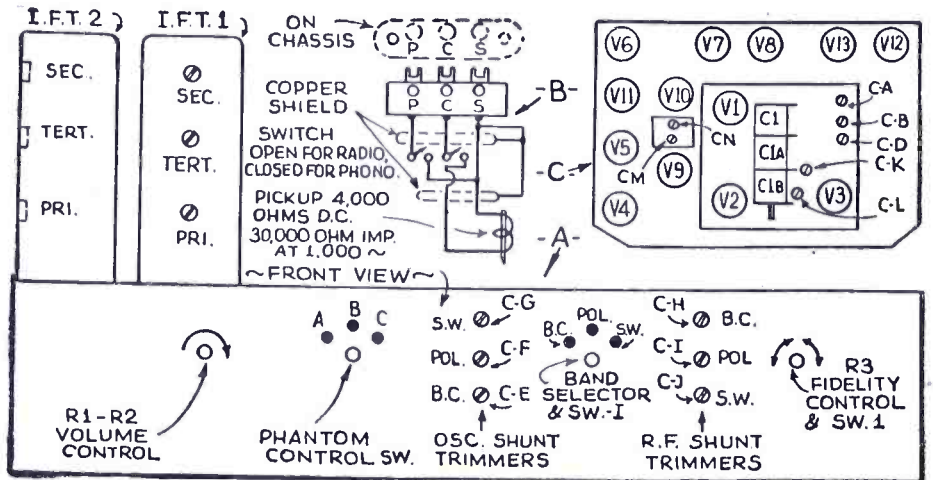 I.F.T. 2
SEC.
TERT.
PRI.
I.F.T. 1
SEC.
TERT.
PRI.
ON
CHASSIS
P C S
P C S
-B-
COPPER
SHIELD
SWITCH
OPEN FOR RADIO,
CLOSED FOR PHONO.
PICKUP 4,000
OHMS D.C.
30,000 OHM IMP.
AT 1,000 ~
~FRONT VIEW~
-C-
-A-
V6 V7 V8 V13 V12
V11 V10 V1 C1 C-A
C-B
CN C-D
V5 C1A C-K
CM V9
V4 V2 C1B V3 C-L
A B C
R1-R2
VOLUME
CONTROL
PHANTOM
CONTROL SW.
S.W. C-G
POL. C-F
B.C. C-E
OSC. SHUNT
TRIMMERS
POL.
B.C. S.W.
BAND
SELECTOR
& SW.-I
C-H B.C.
C-I POL
C-J S.W.
R.F. SHUNT
TRIMMERS
R3
FIDELITY
CONTROL
& SW. 1